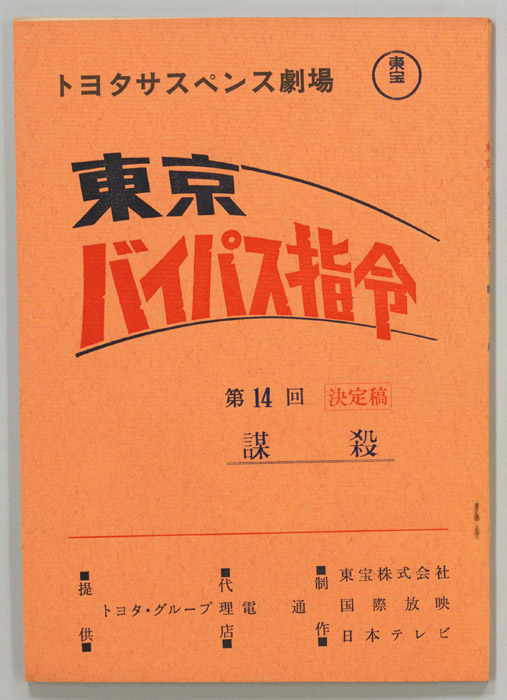 トヨタサスペンス劇場
東宝
東京
バイパス指令
第14回 決定稿
謀殺
■提供■ トヨタ・グループ
■代理店■ 電通
■制作■ 東宝株式会社
国際放映
日本テレビ